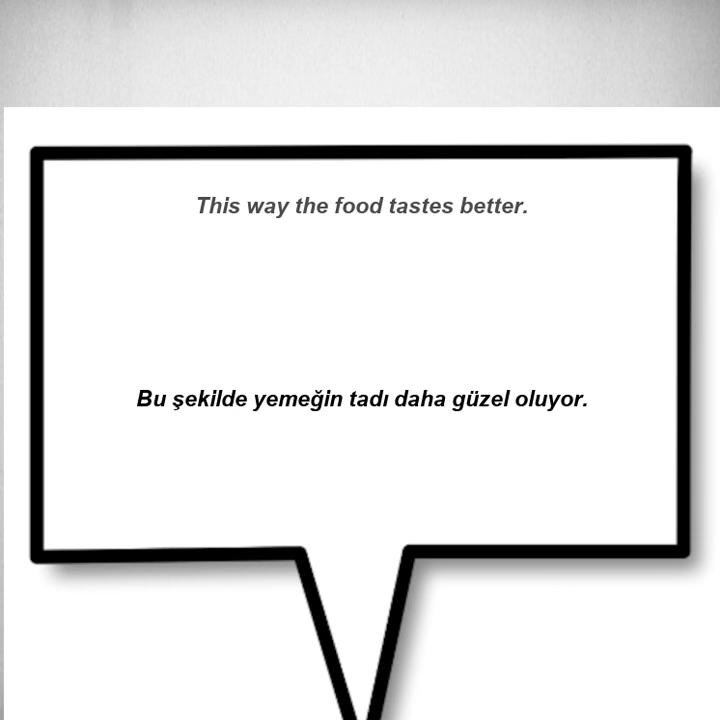 This way the food tastes better.
Bu şekilde yemeğin tadı daha güzel oluyor.